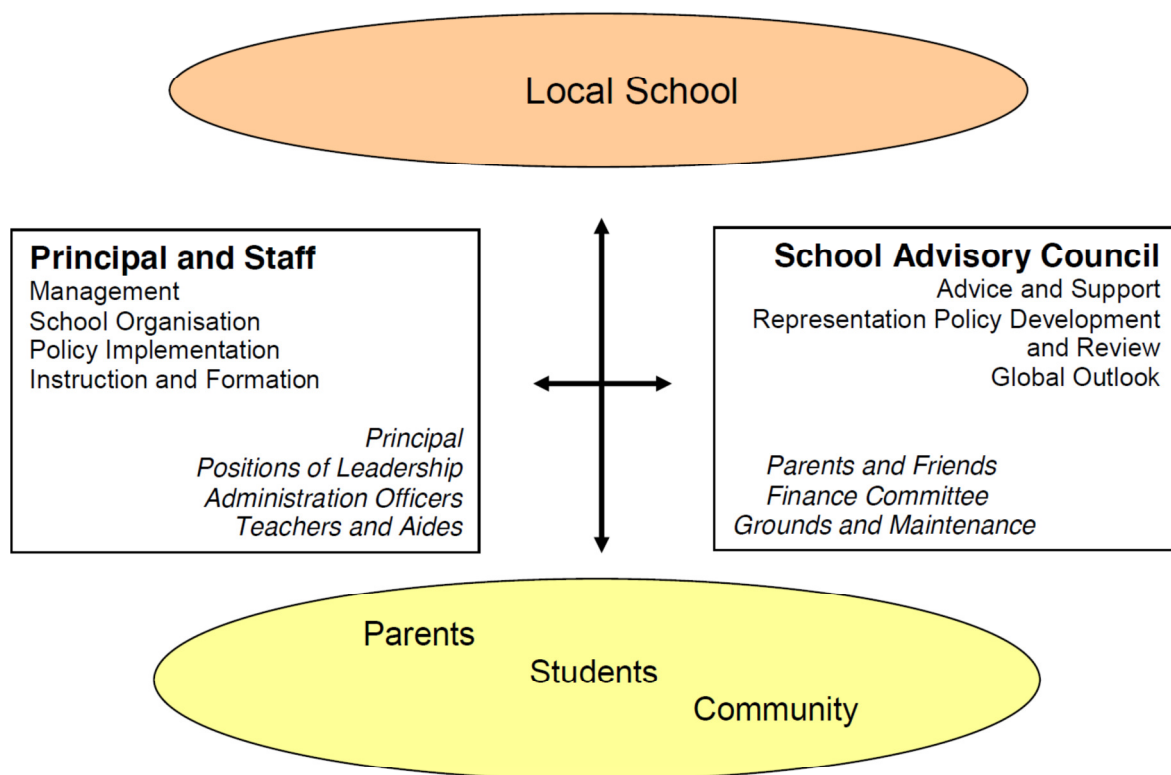 Local School
Principal and Staff
Management
School Organisation
Policy Implementation
Instruction and Formation
Principal
Positions of Leadership
Administration Officers
Teachers and Aides
School Advisory Council
Advice and Support
Representation Policy Development
and Review
Global Outlook
Parents and Friends
Finance Committee
Grounds and Maintenance
Parents
Students
Community